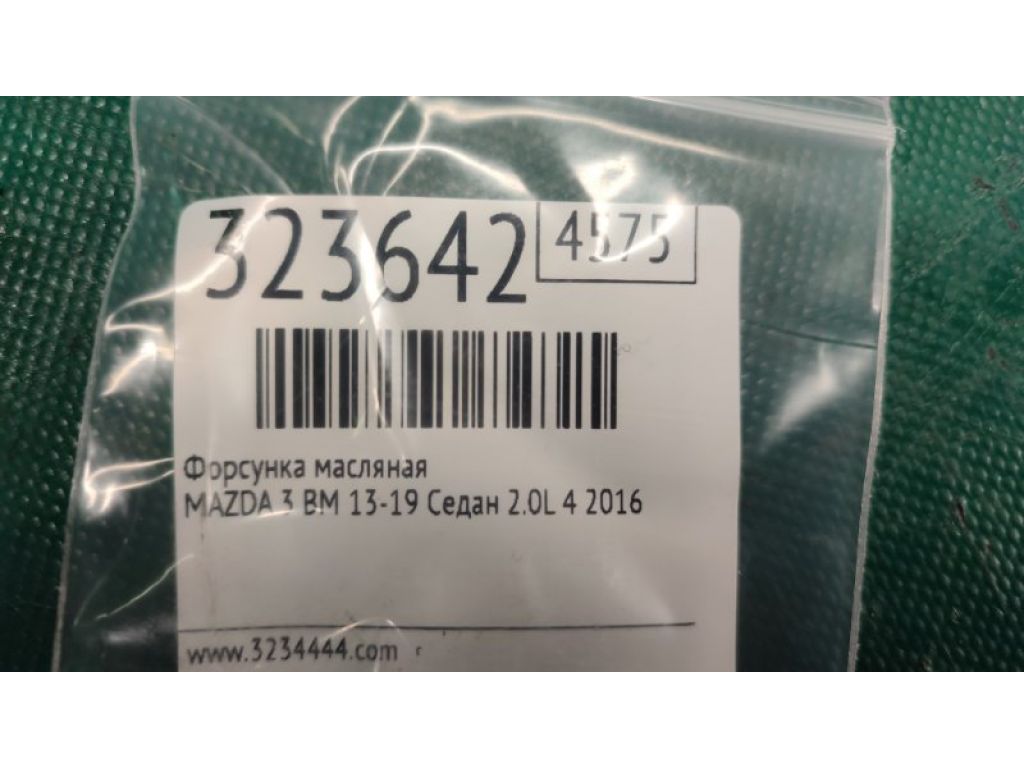 323642
4575
Форсунка масляная
MAZDA 3 BM 13-19 Седан 2.0L 4 2016
www.3234444.com